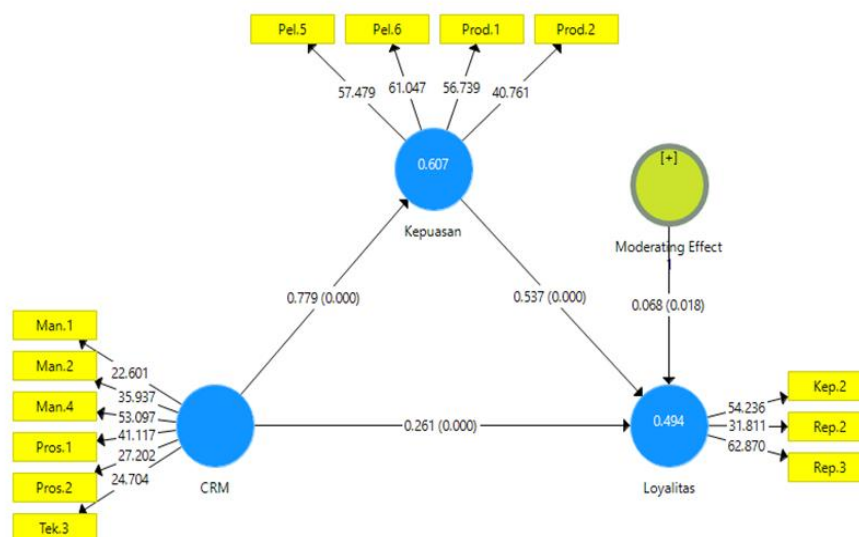 Pel.5
Pel.6
Prod.1
Prod.2
57.479
61.047
56.739
40.761
0.607
Kepuasan
[+]
Moderating Effect
1
0.779 (0.000)
0.537 (0.000)
0.068 (0.018)
Man.1
Man.2
Man.4
Pros.1
Pros.2
Tek.3
22.601
35.937
53.097
41.117
27.202
24.704
CRM
0.261 (0.000)
0.494
Loyalitas
54.236
31.811
62.870
Kep.2
Rep.2
Rep.3